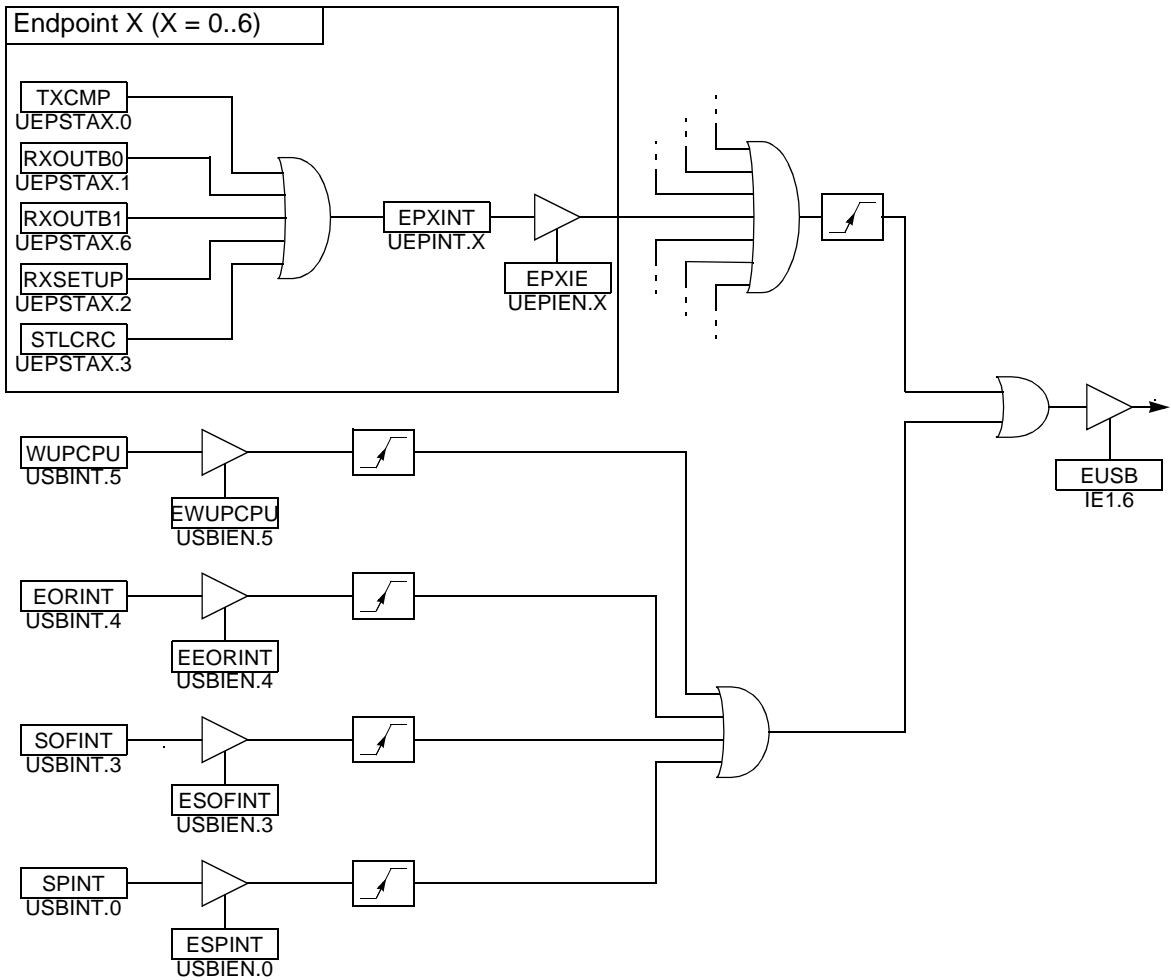 Endpoint X (X = 0..6)
TXCMP
UEPSTAX.0
RXOUTB0
UEPSTAX.1
RXOUTB1
UEPSTAX.6
RXSETUP
UEPSTAX.2
STLCRC
UEPSTAX.3
EPXINT
UEPINT.X
EPXIE
UEPIEN.X
WUPCPU
USBINT.5
EWUPCPU
USBIEN.5
EUSB
IE1.6
EORINT
USBINT.4
EEORINT
USBIEN.4
SOFINT
USBINT.3
ESOFINT
USBIEN.3
SPINT
USBINT.0
ESPINT
USBIEN.0